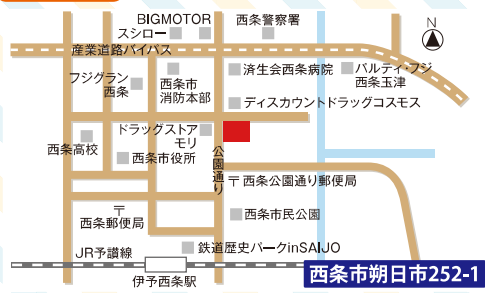 BIGMOTOR
スシロー
西条警察署
N
産業道路バイパス
フジグラン
西条
西条市
消防本部
済生会西条病院
パルティ・フジ
西条玉津
ディスカウントドラッグコスモス
西条高校
ドラッグストア
モリ
西条市役所
公園通り
〒西条公園通り郵便局
〒
西条郵便局
西条市民公園
JR予讃線
鉄道歴史パークinSAIJO
伊予西条駅
西条市朔日市252-1